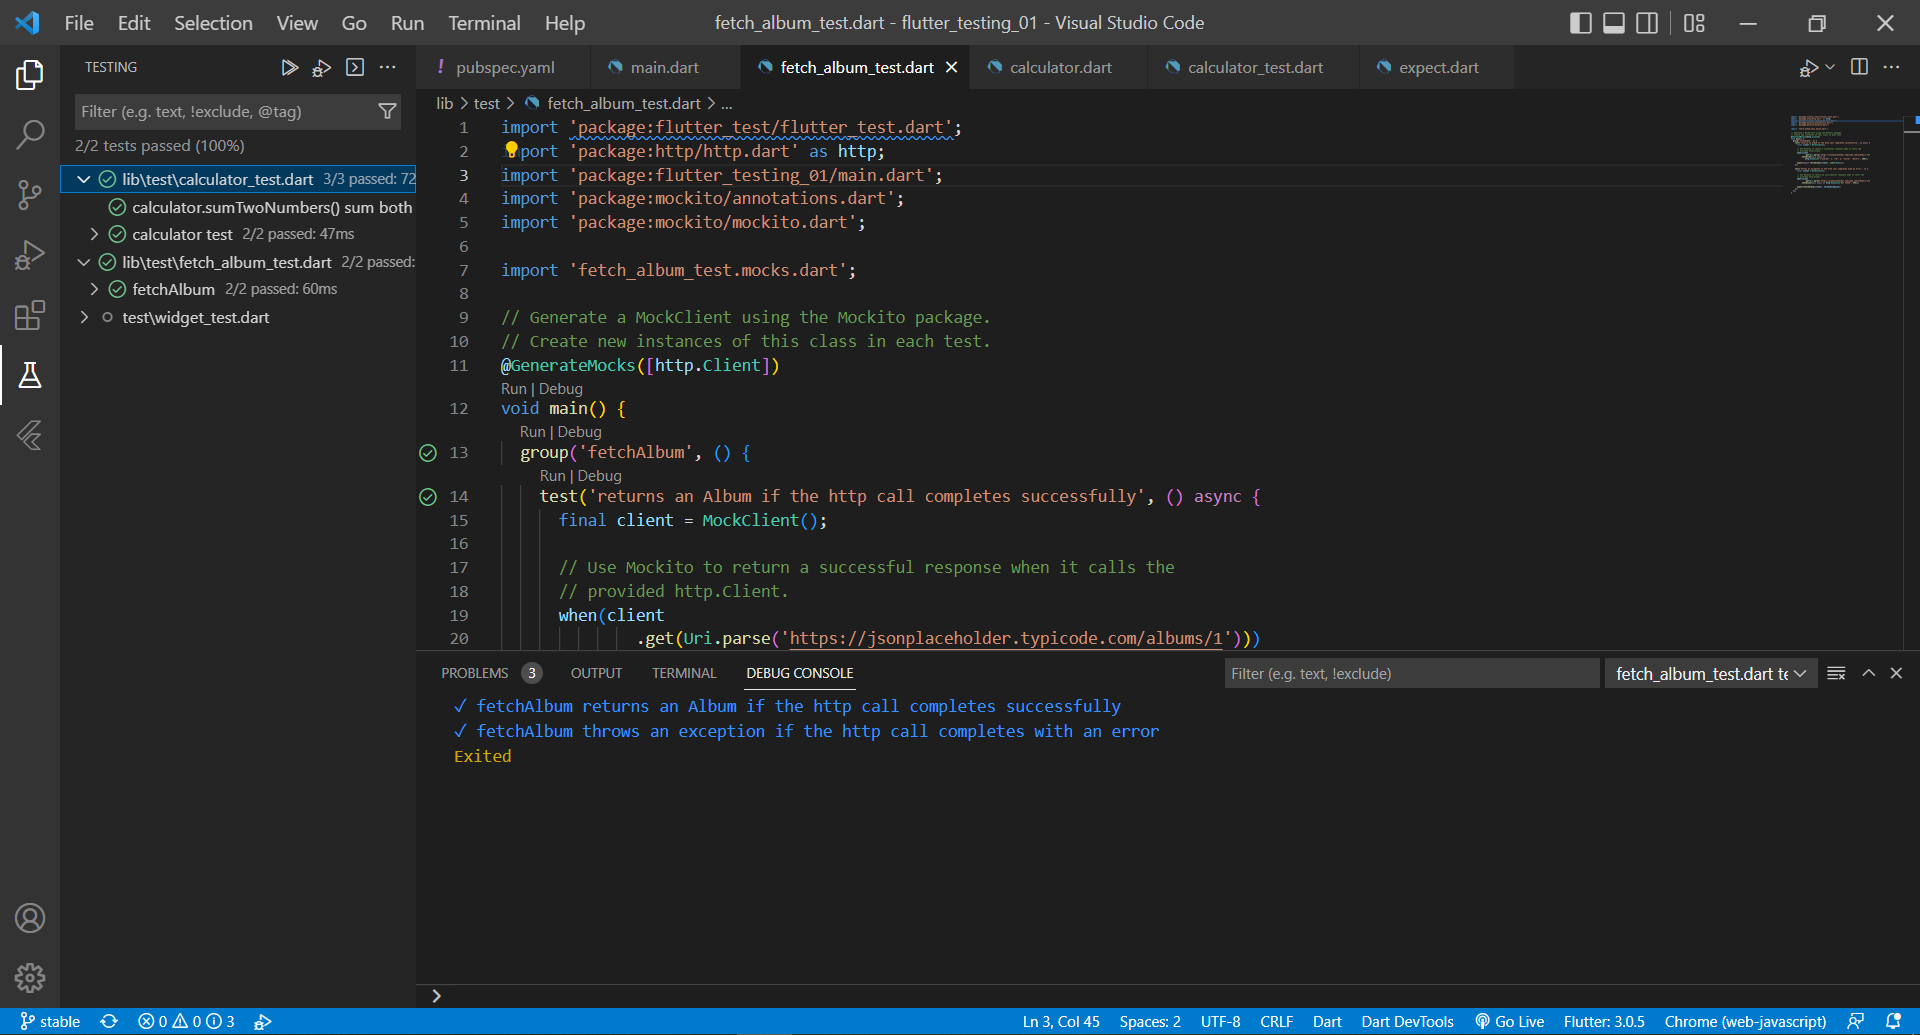 File Edit Selection View Go Run Terminal Help
fetch_album_test.dart - flutter_testing_01 - Visual Studio Code
TESTING
Filter (e.g. text, !exclude, @tag)
2/2 tests passed (100%)
lib\test\calculator_test.dart 3/3 passed: 72
calculator.sumTwoNumbers() sum both
calculator test 2/2 passed: 47ms
lib\test\fetch_album_test.dart 2/2 passed:
fetchAlbum 2/2 passed: 60ms
test\widget_test.dart
! pubspec.yaml main.dart fetch_album_test.dart calculator.dart calculator_test.dart expect.dart
lib > test > fetch_album_test.dart > ...
1 import 'package:flutter_test/flutter_test.dart';
2 import 'package:http/http.dart' as http;
3 import 'package:flutter_testing_01/main.dart';
4 import 'package:mockito/annotations.dart';
5 import 'package:mockito/mockito.dart';
6
7 import 'fetch_album_test.mocks.dart';
8
9 // Generate a MockClient using the Mockito package.
10 // Create new instances of this class in each test.
11 @GenerateMocks([http.Client])
Run | Debug
12 void main() {
Run | Debug
13 group('fetchAlbum', () {
Run | Debug
14 test('returns an Album if the http call completes successfully', () async {
15 final client = MockClient();
16
17 // Use Mockito to return a successful response when it calls the
18 // provided http.Client.
19 when(client
20 .get(Uri.parse('https://jsonplaceholder.typicode.com/albums/1')))
PROBLEMS 3 OUTPUT TERMINAL DEBUG CONSOLE
Filter (e.g. text, !exclude)
fetch_album_test.dart te
✓ fetchAlbum returns an Album if the http call completes successfully
✓ fetchAlbum throws an exception if the http call completes with an error
Exited
stable 0 0 3
Ln 3, Col 45 Spaces: 2 UTF-8 CRLF Dart Dart DevTools Go Live Flutter: 3.0.5 Chrome (web-javascript)